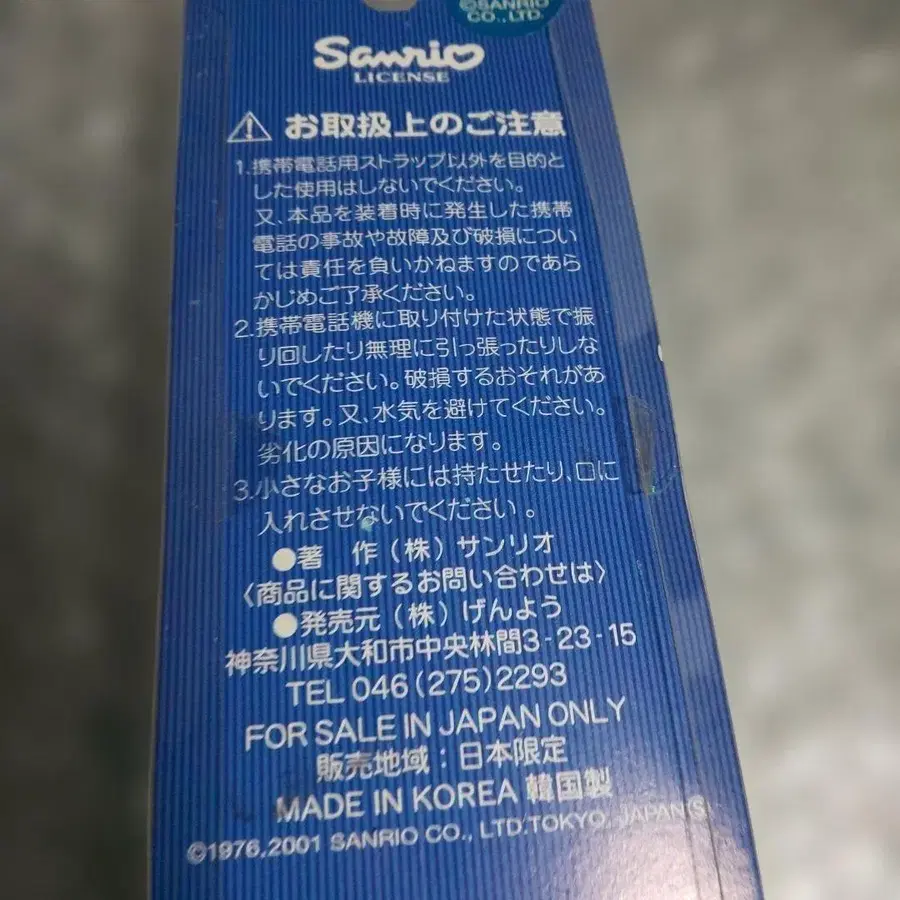 ©SANRIO
CO., LTD.
Sanrio
LICENSE
お取扱上のご注意
1.携帯電話用ストラップ以外を目的と
した使用はしないでください。
又、本品を装着時に発生した携帯
電話の事故や故障及び破損につい
ては責任を負いかねますのであら
かじめご了承ください。
2.携帯電話機に取り付けた状態で振
り回したり無理に引っ張ったりしな
いでください。破損するおそれがあ
ります。又、水気を避けてください。
劣化の原因になります。
3.小さなお子様には持たせたり、口に
入れさせないでください。
●著 作(株)サンリオ
〈商品に関するお問い合わせは〉
●発売元(株)げんよう
神奈川県大和市中央林間3-23-15
TEL 046(275)2293
FOR SALE IN JAPAN ONLY
販売地域:日本限定
MADE IN KOREA 韓国製
©1976,2001 SANRIO CO., LTD.TOKYO, JAPAN Ⓢ